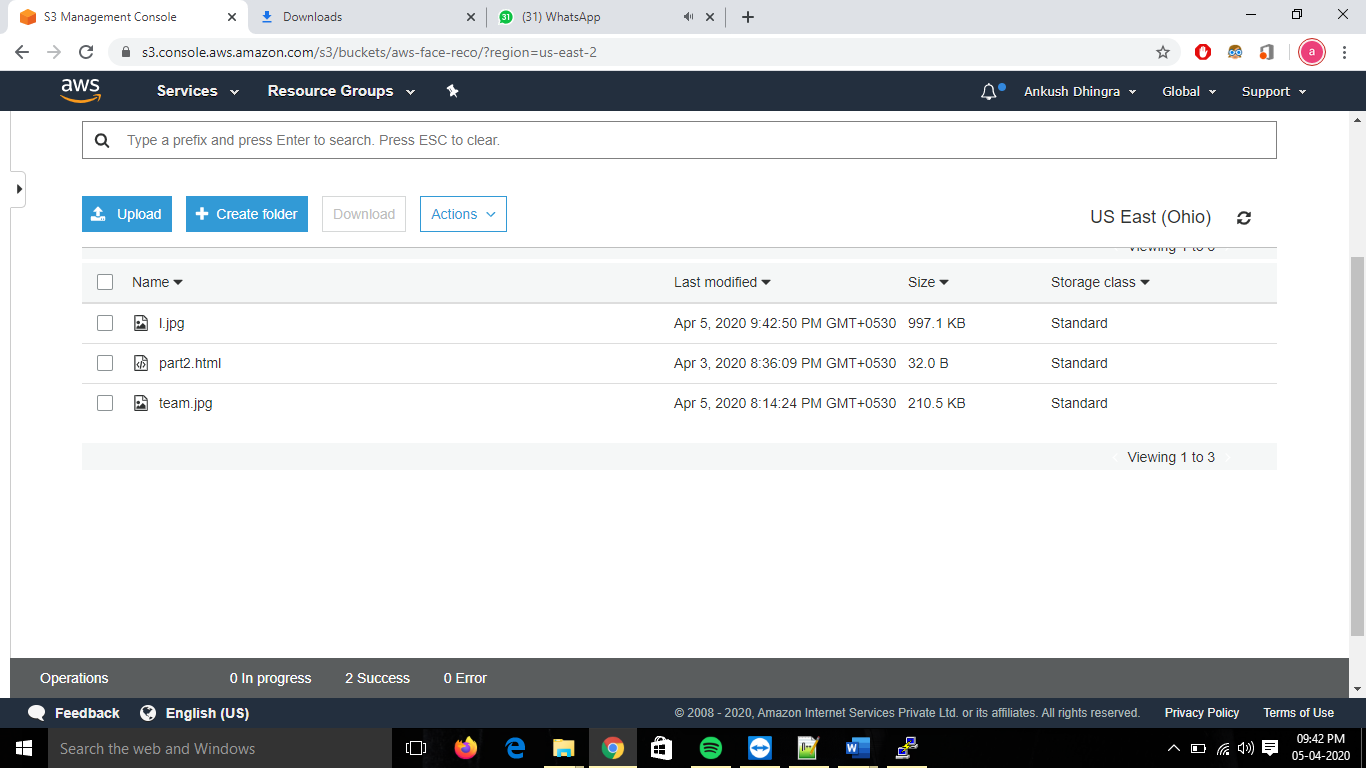 S3 Management Console
Downloads
31 (31) WhatsApp
s3.console.aws.amazon.com/s3/buckets/aws-face-reco/?region=us-east-2
a
aws Services Resource Groups Ankush Dhingra Global Support
Type a prefix and press Enter to search. Press ESC to clear.
Upload Create folder Download Actions US East (Ohio)
Viewing 1 to 3
Name Last modified Size Storage class
l.jpg Apr 5, 2020 9:42:50 PM GMT+0530 997.1 KB Standard
part2.html Apr 3, 2020 8:36:09 PM GMT+0530 32.0 B Standard
team.jpg Apr 5, 2020 8:14:24 PM GMT+0530 210.5 KB Standard
Viewing 1 to 3
Operations 0 In progress 2 Success 0 Error
Feedback English (US) © 2008 - 2020, Amazon Internet Services Private Ltd. or its affiliates. All rights reserved. Privacy Policy Terms of Use
Search the web and Windows
09:42 PM
05-04-2020